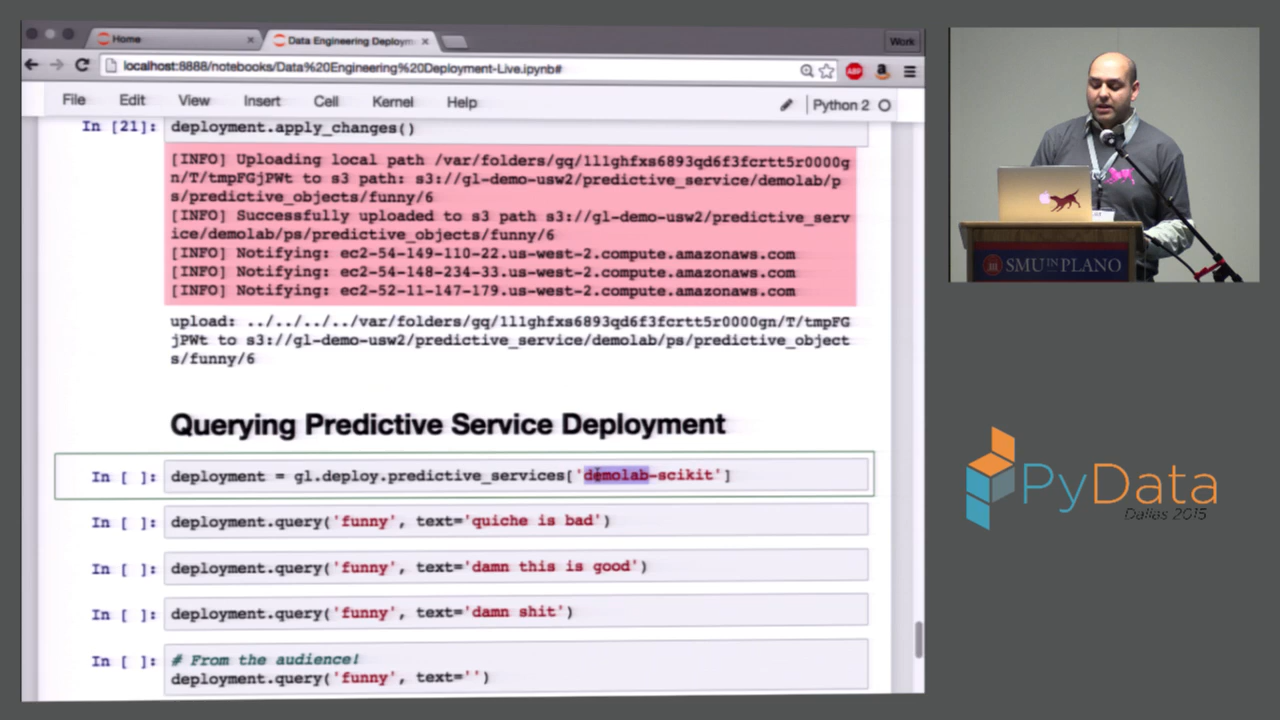 Home
Data Engineering Deploym
Work
localhost:8888/notebooks/Data%20Engineering%20Deployment-Live.ipynb#
ABP
a
File Edit View Insert Cell Kernel Help
Python 2
In [21]: deployment.apply_changes()
[INFO] Uploading local path /var/folders/gq/111ghfxs6893qd6f3fcrtt5r0000g
n/T/tmpFGjPWt to s3 path: s3://gl-demo-usw2/predictive_service/demolab/p
s/predictive_objects/funny/6
[INFO] Successfully uploaded to s3 path s3://gl-demo-usw2/predictive_serv
ice/demolab/ps/predictive_objects/funny/6
[INFO] Notifying: ec2-54-149-110-22.us-west-2.compute.amazonaws.com
[INFO] Notifying: ec2-54-148-234-33.us-west-2.compute.amazonaws.com
[INFO] Notifying: ec2-52-11-147-179.us-west-2.compute.amazonaws.com
upload: ../../../../var/folders/gq/111ghfxs6893qd6f3fcrtt5r0000gn/T/tmpFG
jPWt to s3://gl-demo-usw2/predictive_service/demolab/ps/predictive_object
s/funny/6
Querying Predictive Service Deployment
In [ ]: deployment = gl.deploy.predictive_services['demolab-scikit']
In [ ]: deployment.query('funny', text='quiche is bad')
In [ ]: deployment.query('funny', text='damn this is good')
In [ ]: deployment.query('funny', text='damn shit')
In [ ]: # From the audience!
deployment.query('funny', text='')
SMU IN PLANO
PyData
Dallas 2015